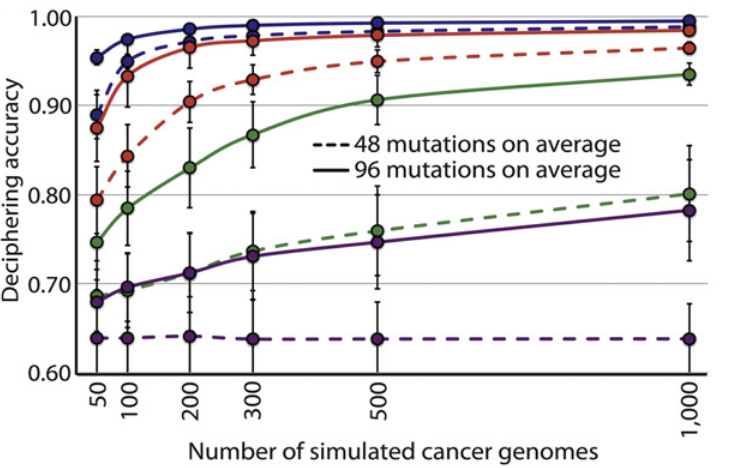 1.00
0.90
0.80
0.70
0.60
Deciphering accuracy
48 mutations on average
96 mutations on average
50
100
200
300
500
1,000
Number of simulated cancer genomes